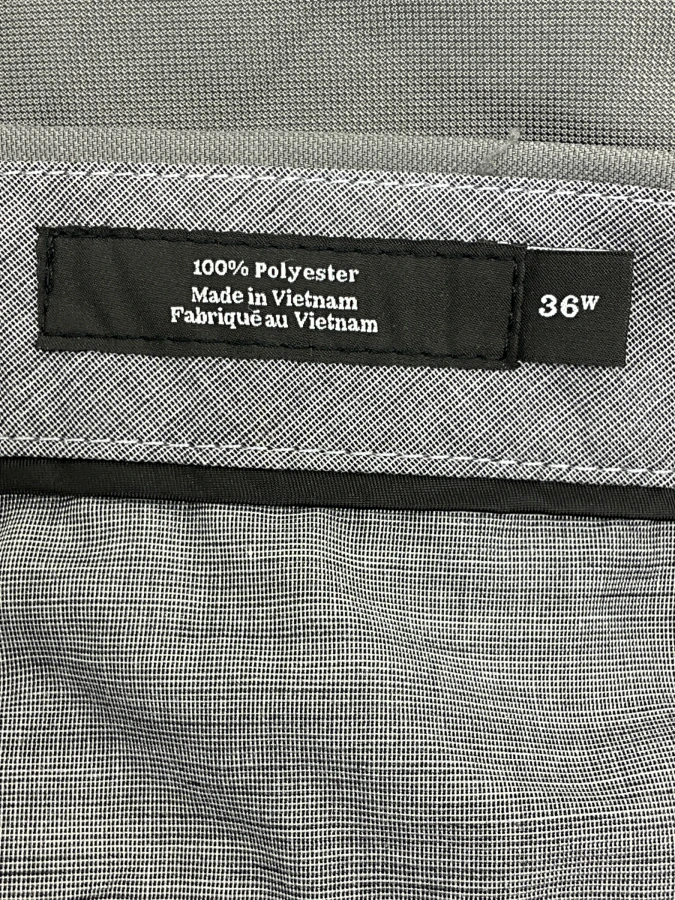 100% Polyester
Made in Vietnam
Fabriqué au Vietnam
36W